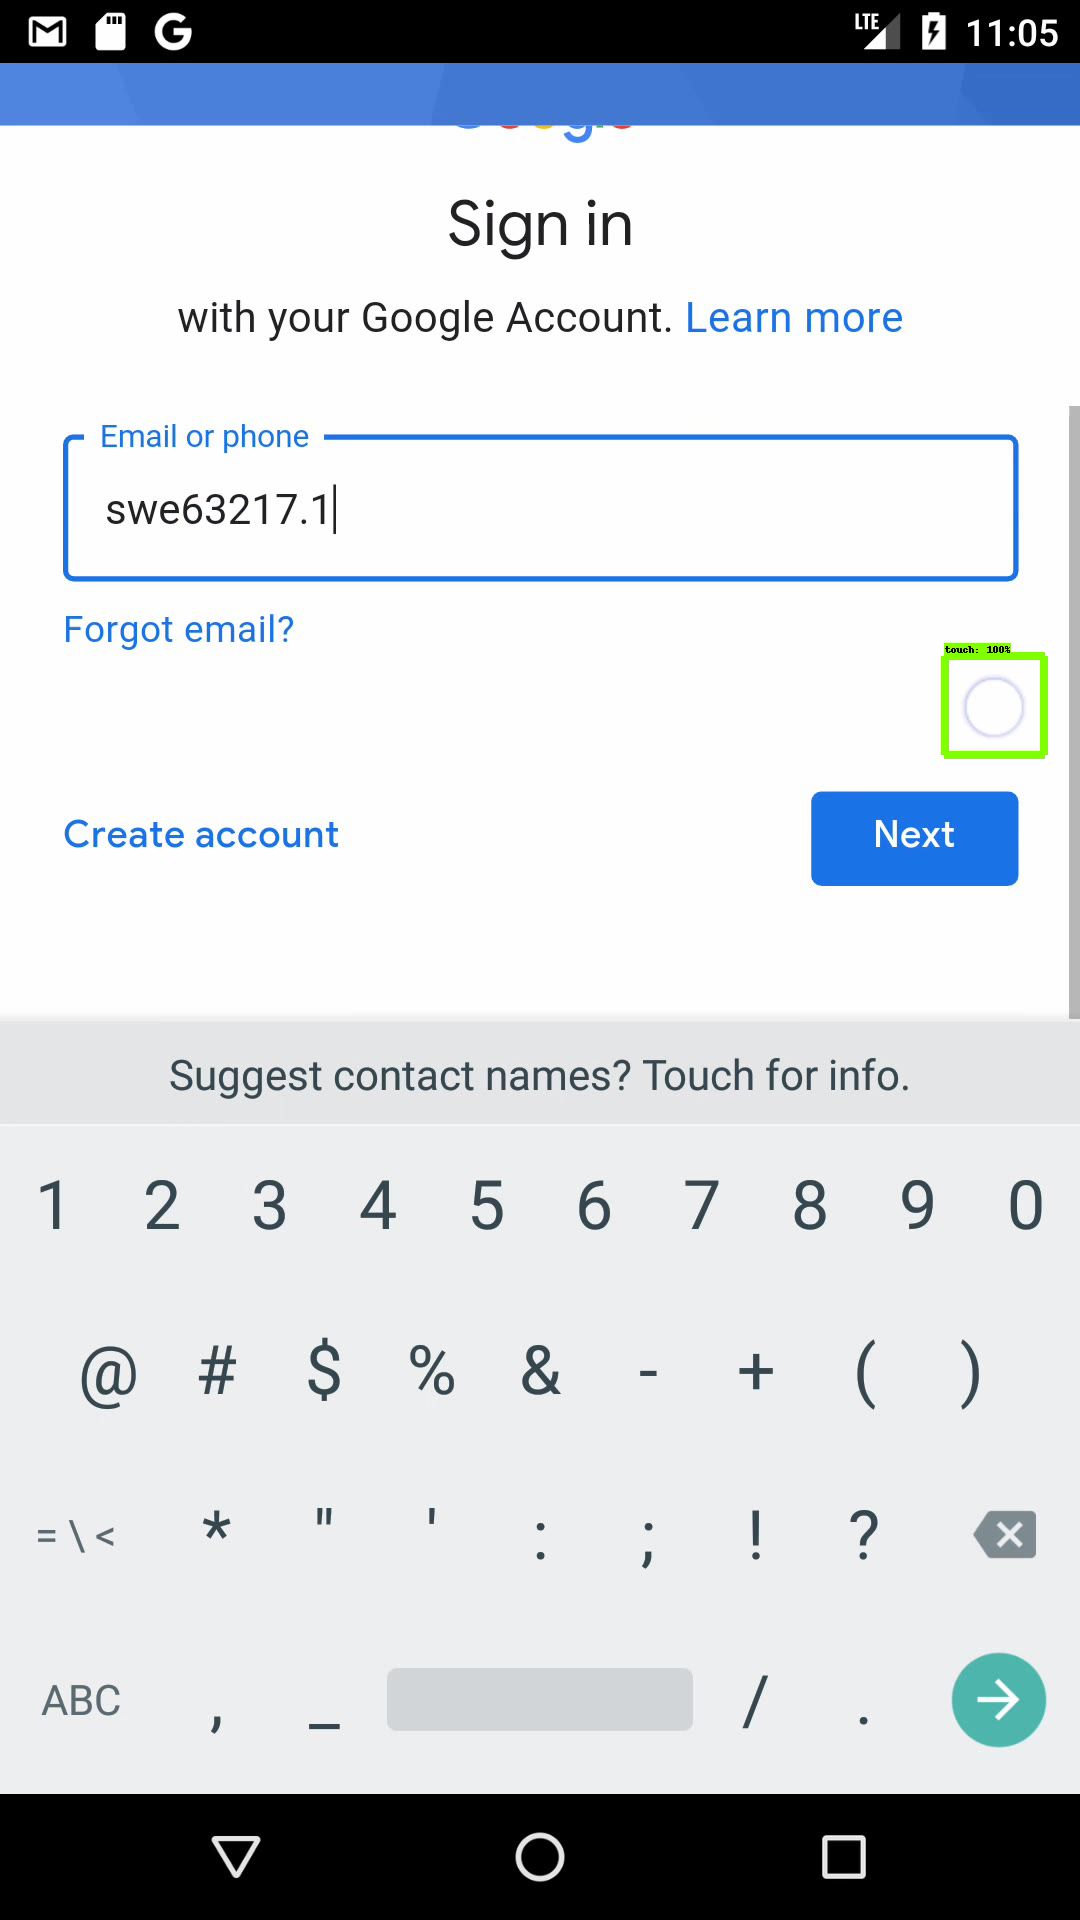 LTE 11:05
Sign in
with your Google Account. Learn more
Email or phone
swe63217.1
Forgot email?
touch: 100%
Create account Next
Suggest contact names? Touch for info.
1 2 3 4 5 6 7 8 9 0
@ # $ % & - + ( )
= \ < * " ' : ; ! ?
ABC , _ / .